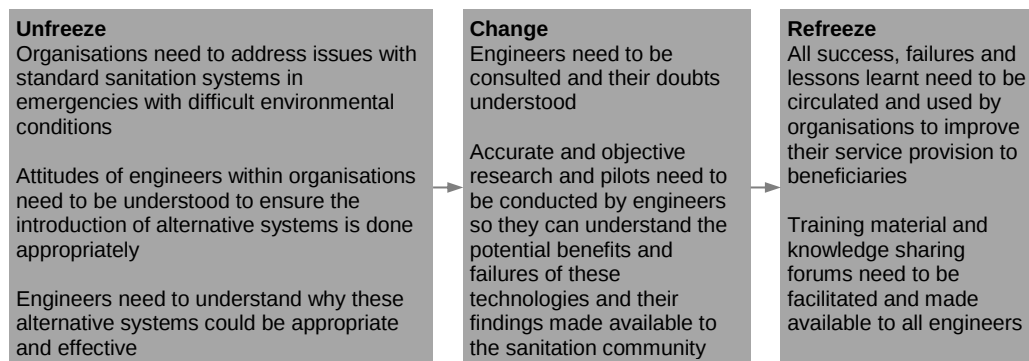 Unfreeze
Organisations need to address issues with
standard sanitation systems in
emergencies with difficult environmental
conditions
Attitudes of engineers within organisations
need to be understood to ensure the
introduction of alternative systems is done
appropriately
Engineers need to understand why these
alternative systems could be appropriate
and effective
Change
Engineers need to be
consulted and their doubts
understood
Accurate and objective
research and pilots need to
be conducted by engineers
so they can understand the
potential benefits and
failures of these
technologies and their
findings made available to
the sanitation community
Refreeze
All success, failures and
lessons learnt need to be
circulated and used by
organisations to improve
their service provision to
beneficiaries
Training material and
knowledge sharing
forums need to be
facilitated and made
available to all engineers